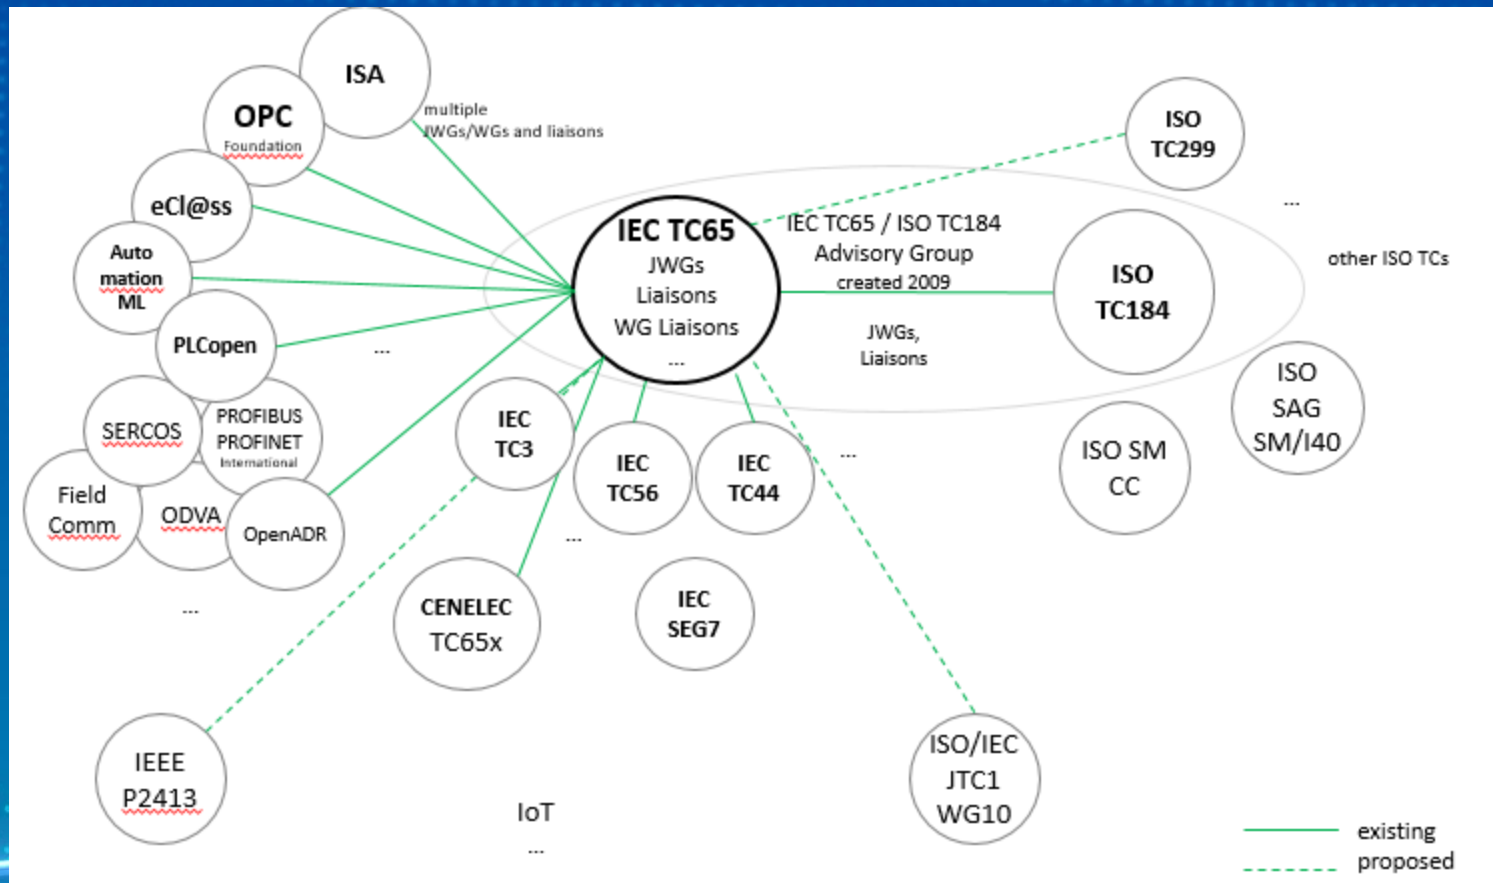 ISA
multiple
JWGs/WGs and liaisons
OPC
Foundation
eCl@ss
Auto
mation
ML
PLCopen
...
SERCOS
PROFIBUS
PROFINET
International
Field
Comm
ODVA
OpenADR
...
IEC TC65
JWGs
Liaisons
WG Liaisons
...
IEC TC65 / ISO TC184
Advisory Group
created 2009
JWGs,
Liaisons
ISO
TC299
...
other ISO TCs
ISO
TC184
ISO
SAG
SM/I40
ISO SM
CC
IEC
TC3
IEC
TC56
IEC
TC44
...
...
CENELEC
TC65x
IEC
SEG7
IEEE
P2413
IoT
...
ISO/IEC
JTC1
WG10
existing
proposed